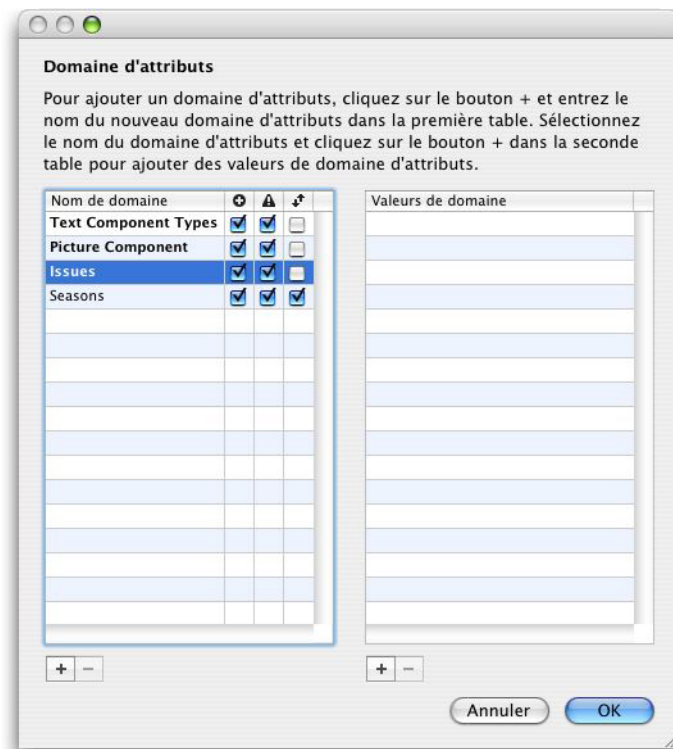 Domaine d'attributs
Pour ajouter un domaine d'attributs, cliquez sur le bouton + et entrez le
nom du nouveau domaine d'attributs dans la première table. Sélectionnez
le nom du domaine d'attributs et cliquez sur le bouton + dans la seconde
table pour ajouter des valeurs de domaine d'attributs.
Nom de domaine
Text Component Types
Picture Component
Issues
Seasons
Valeurs de domaine
+ −
+ −
Annuler
OK